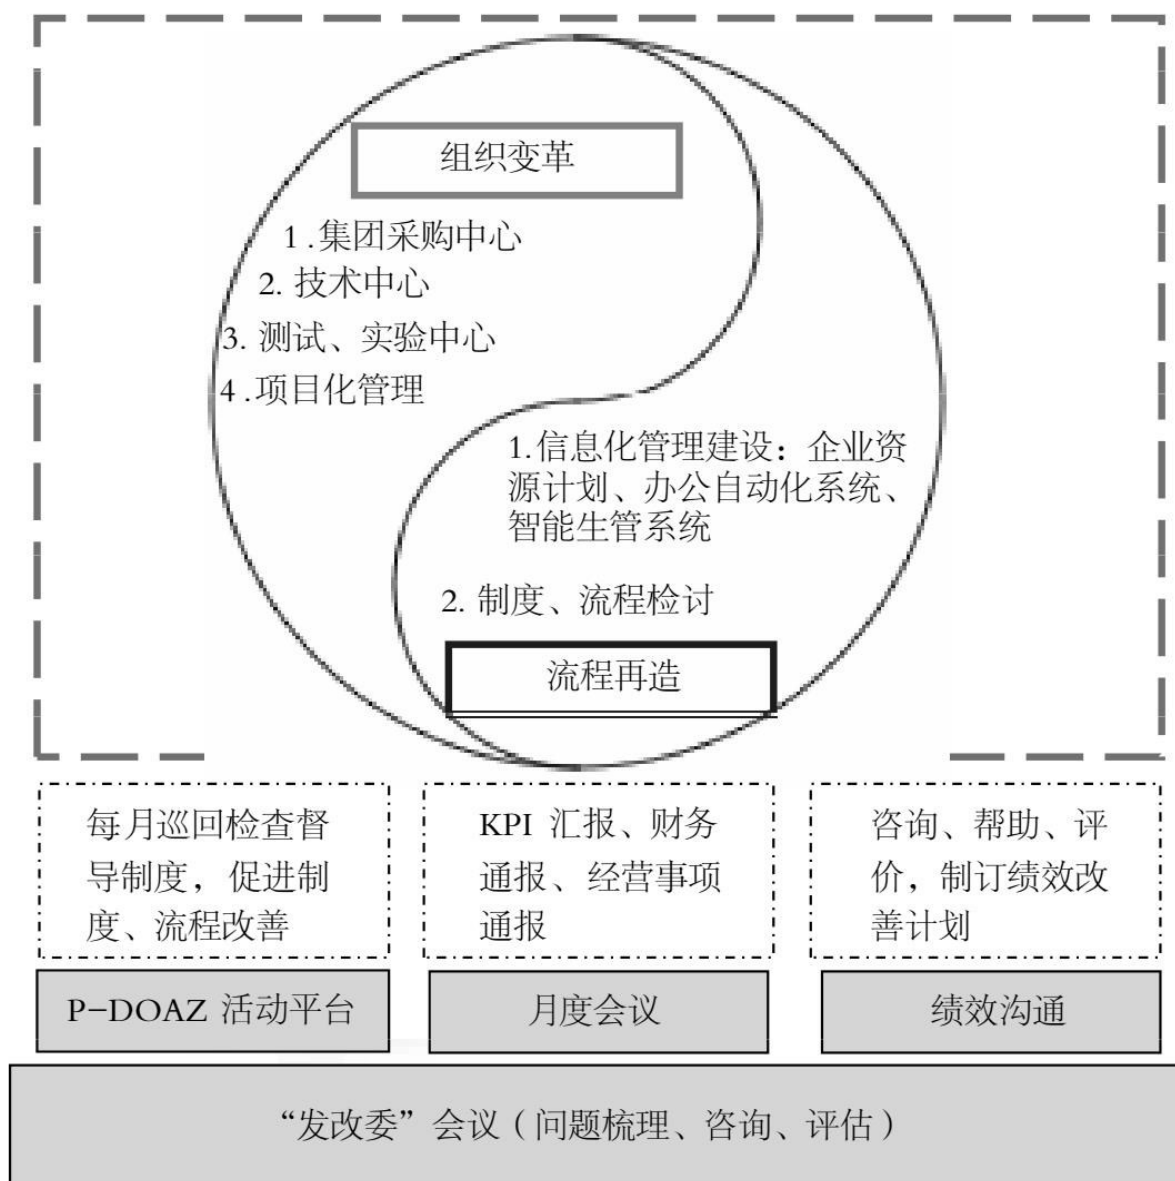 组织变革
1.集团采购中心
2. 技术中心
3. 测试、实验中心
4.项目化管理
1.信息化管理建设：企业资
源计划、办公自动化系统、
智能生管系统
2. 制度、流程检讨
流程再造
每月巡回检查督
导制度，促进制
度、流程改善
KPI 汇报、财务
通报、经营事项
通报
咨询、帮助、评
价，制订绩效改
善计划
P-DOAZ 活动平台
月度会议
绩效沟通
“发改委”会议（问题梳理、咨询、评估）